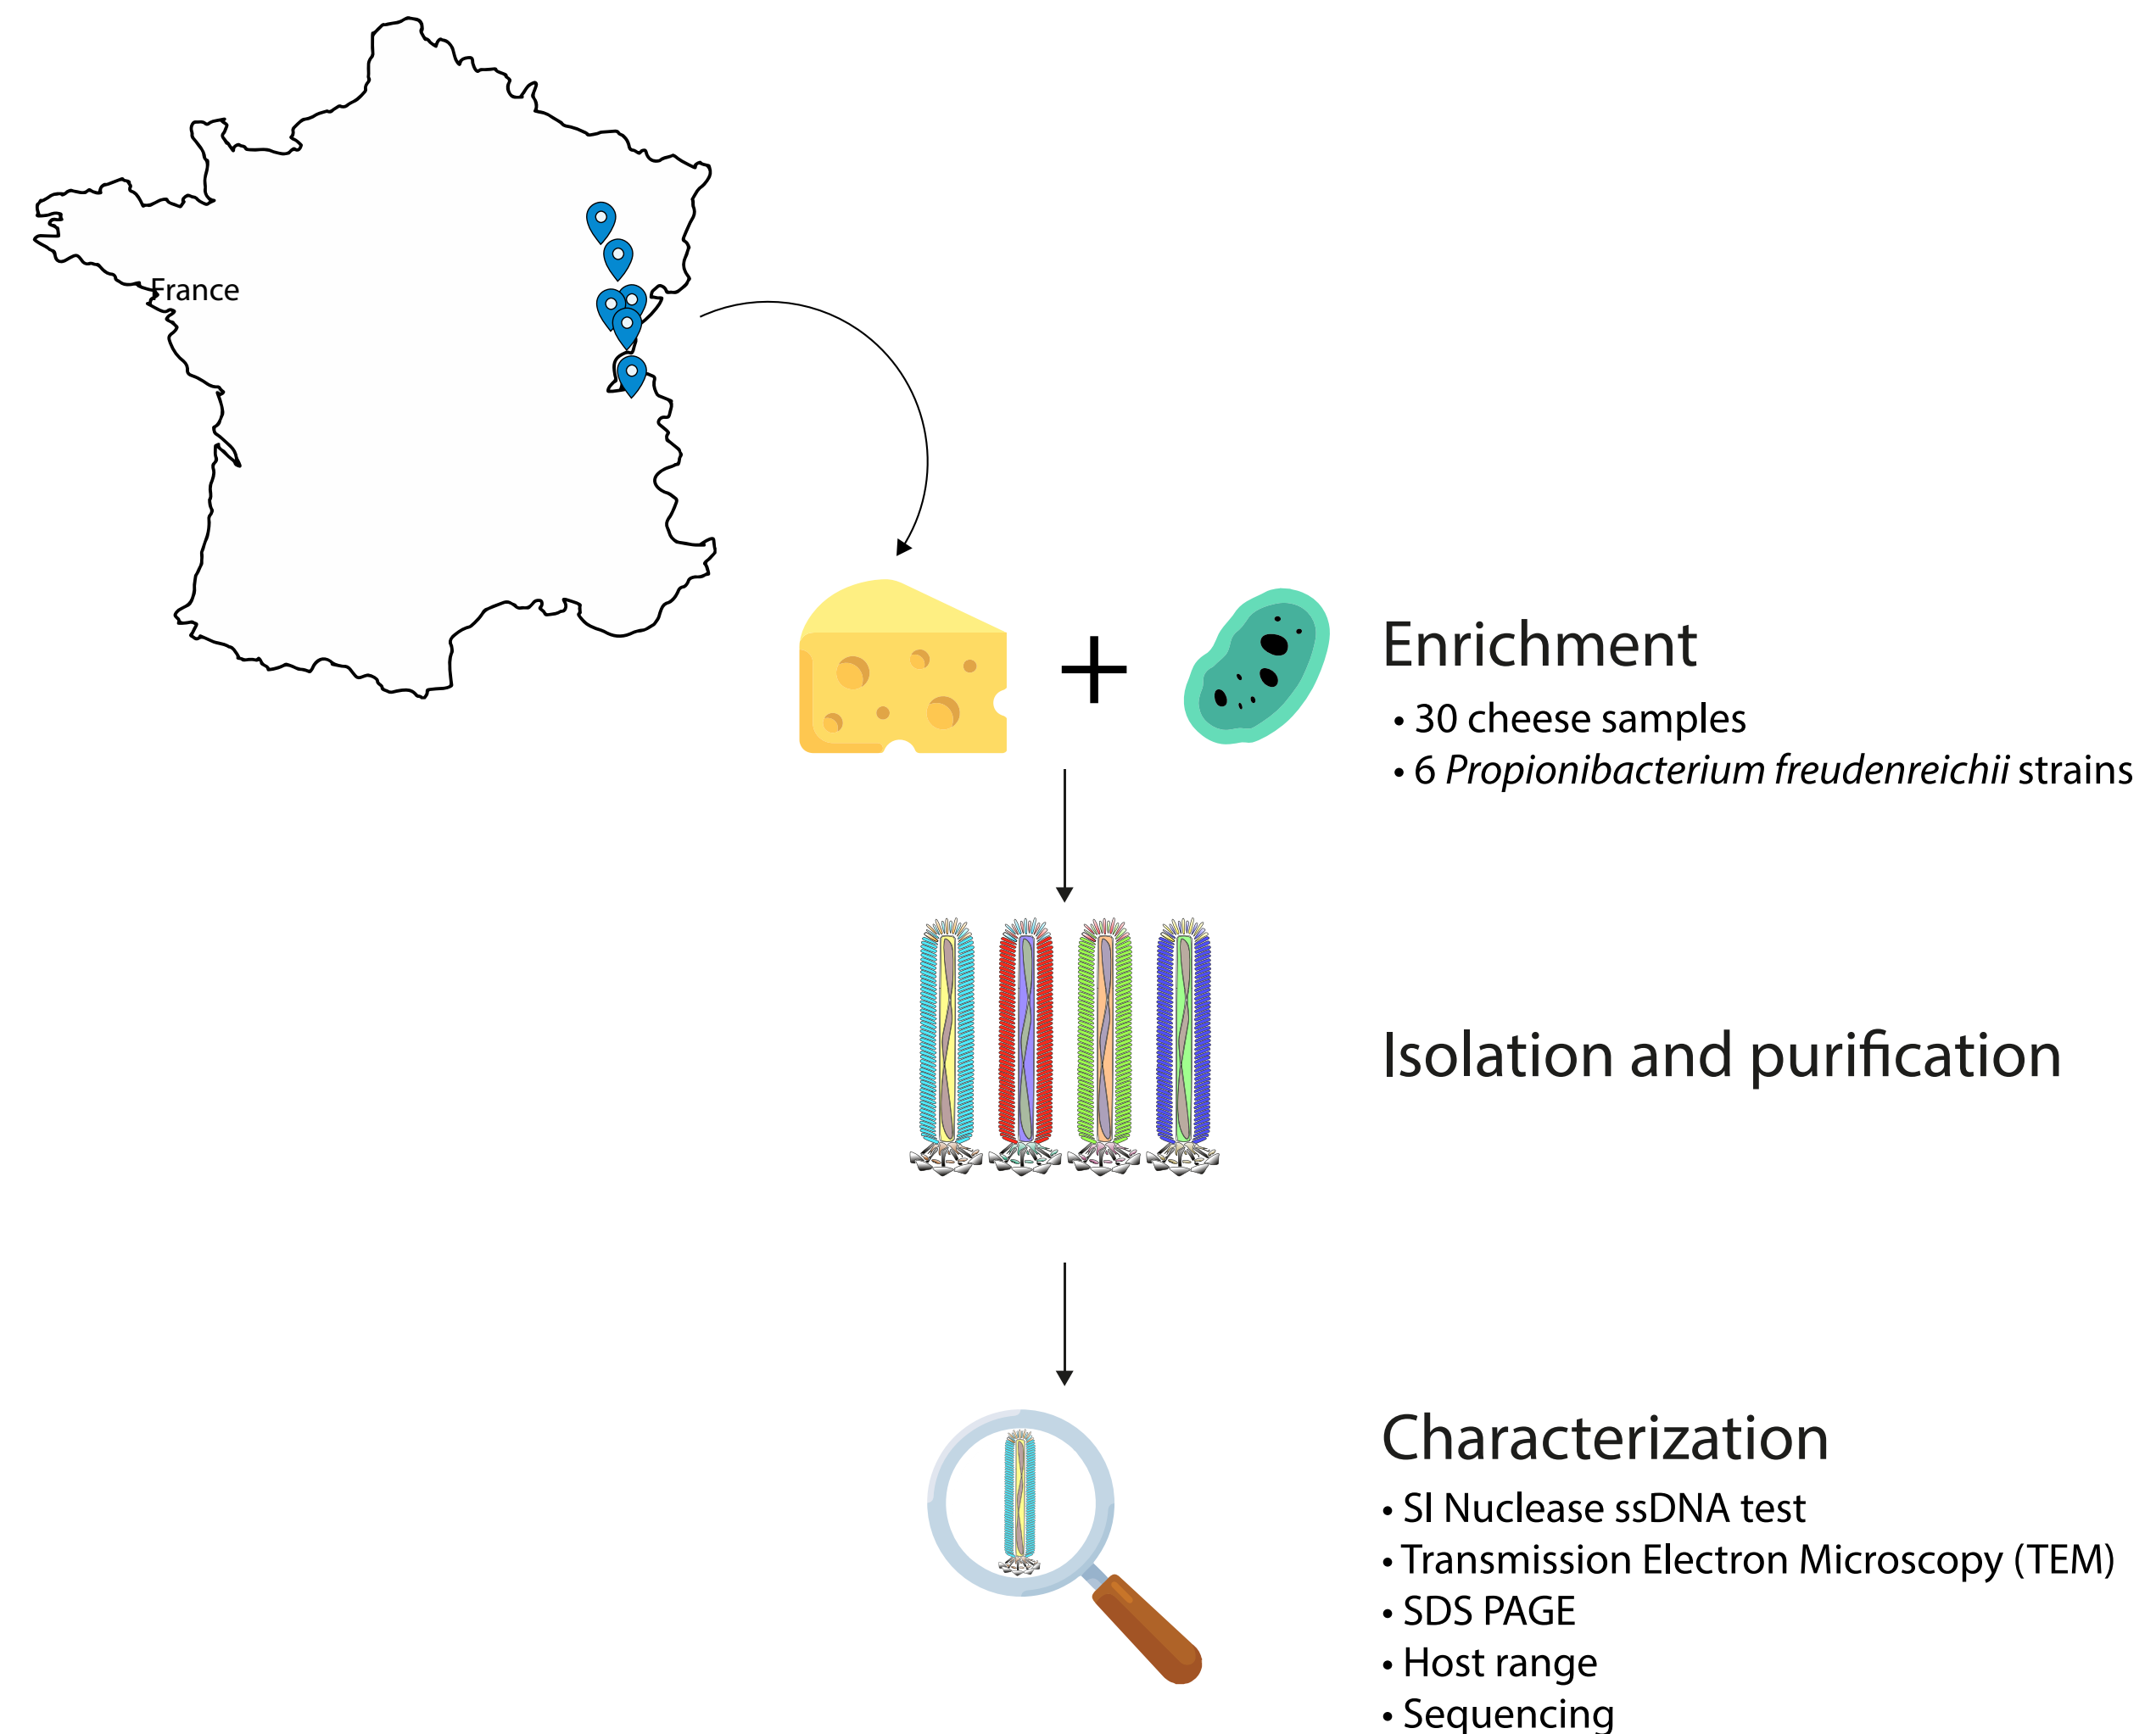 France
Enrichment
• 30 cheese samples
• 6 Propionibacterium freudenreichii strains
Isolation and purification
Characterization
• SI Nuclease ssDNA test
• Transmission Electron Microscopy (TEM)
• SDS PAGE
• Host range
• Sequencing